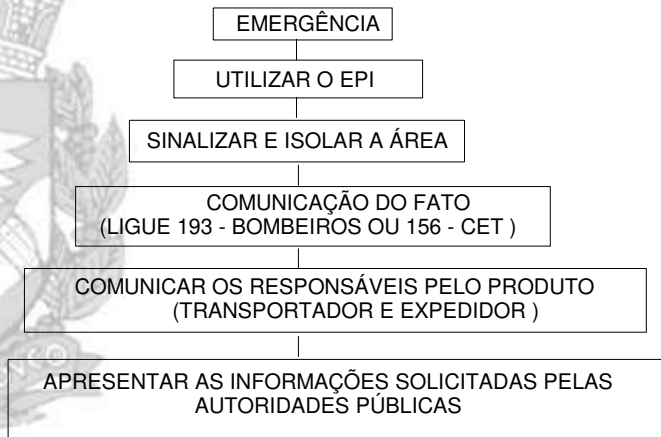 EMERGÊNCIA
UTILIZAR O EPI
SINALIZAR E ISOLAR A ÁREA
COMUNICAÇÃO DO FATO
(LIGUE 193 - BOMBEIROS OU 156 - CET )
COMUNICAR OS RESPONSÁVEIS PELO PRODUTO
(TRANSPORTADOR E EXPEDIDOR )
APRESENTAR AS INFORMAÇÕES SOLICITADAS PELAS
AUTORIDADES PÚBLICAS